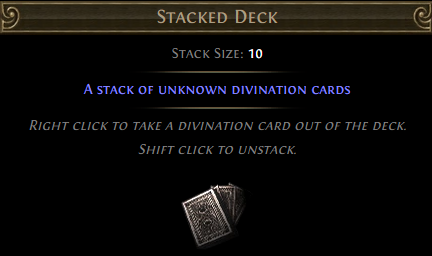 Stacked Deck
Stack Size: 10
A stack of unknown divination cards
Right click to take a divination card out of the deck.
Shift click to unstack.